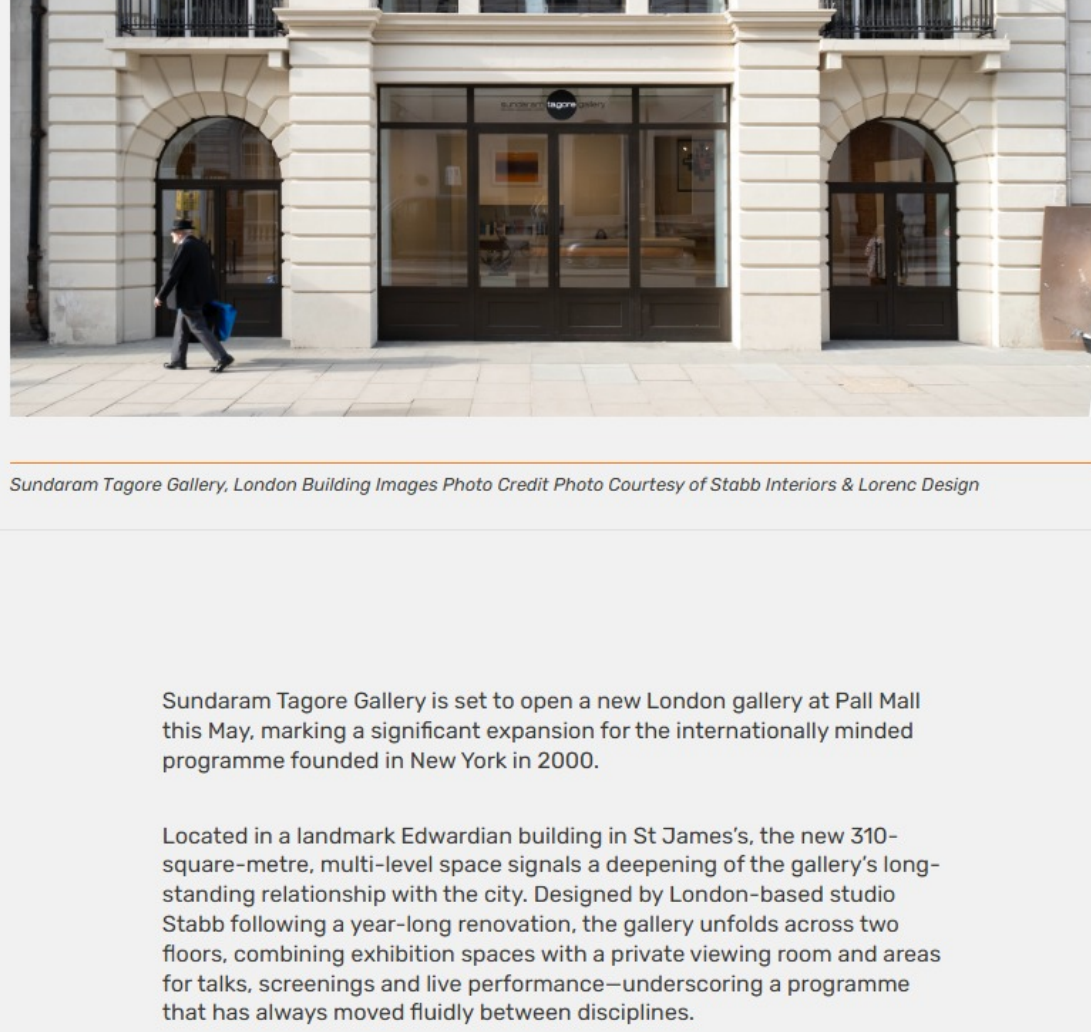 sundaram tagore gallery
Sundaram Tagore Gallery, London Building Images Photo Credit Photo Courtesy of Stabb Interiors & Lorenc Design
Sundaram Tagore Gallery is set to open a new London gallery at Pall Mall
this May, marking a significant expansion for the internationally minded
programme founded in New York in 2000.
Located in a landmark Edwardian building in St James’s, the new 310-
square-metre, multi-level space signals a deepening of the gallery’s long-
standing relationship with the city. Designed by London-based studio
Stabb following a year-long renovation, the gallery unfolds across two
floors, combining exhibition spaces with a private viewing room and areas
for talks, screenings and live performance—underscoring a programme
that has always moved fluidly between disciplines.